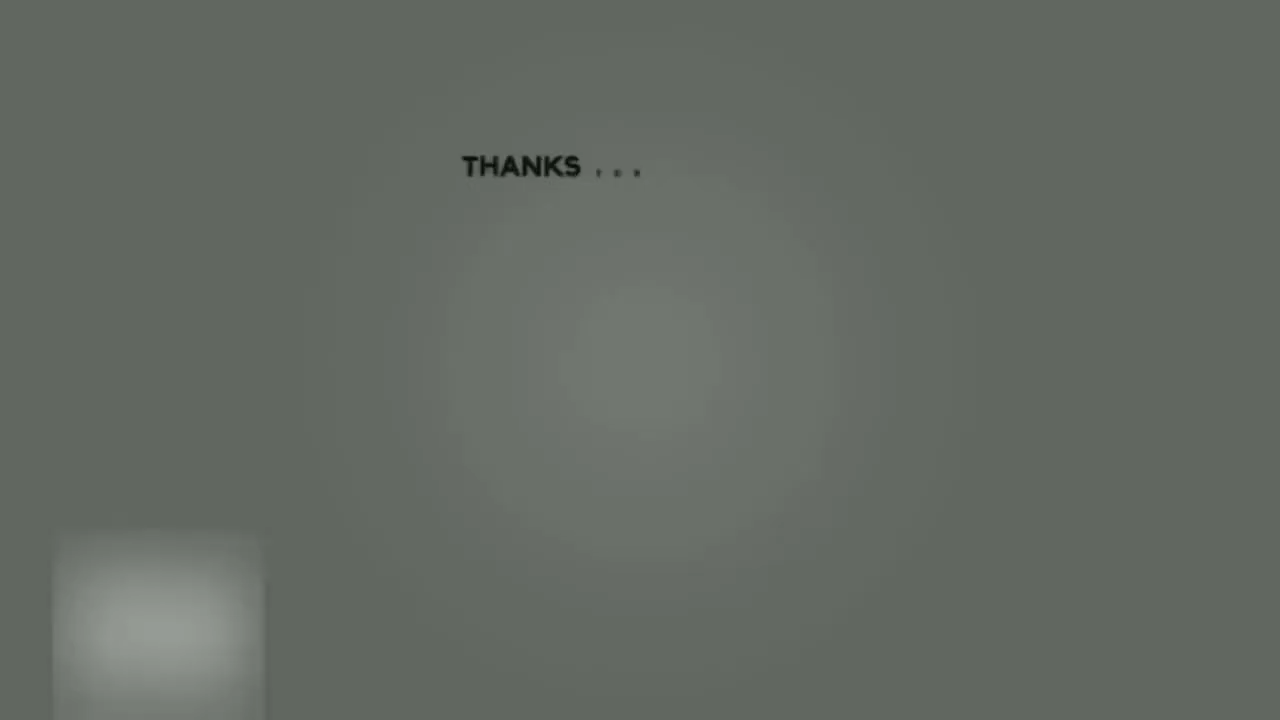 THANKS . . .